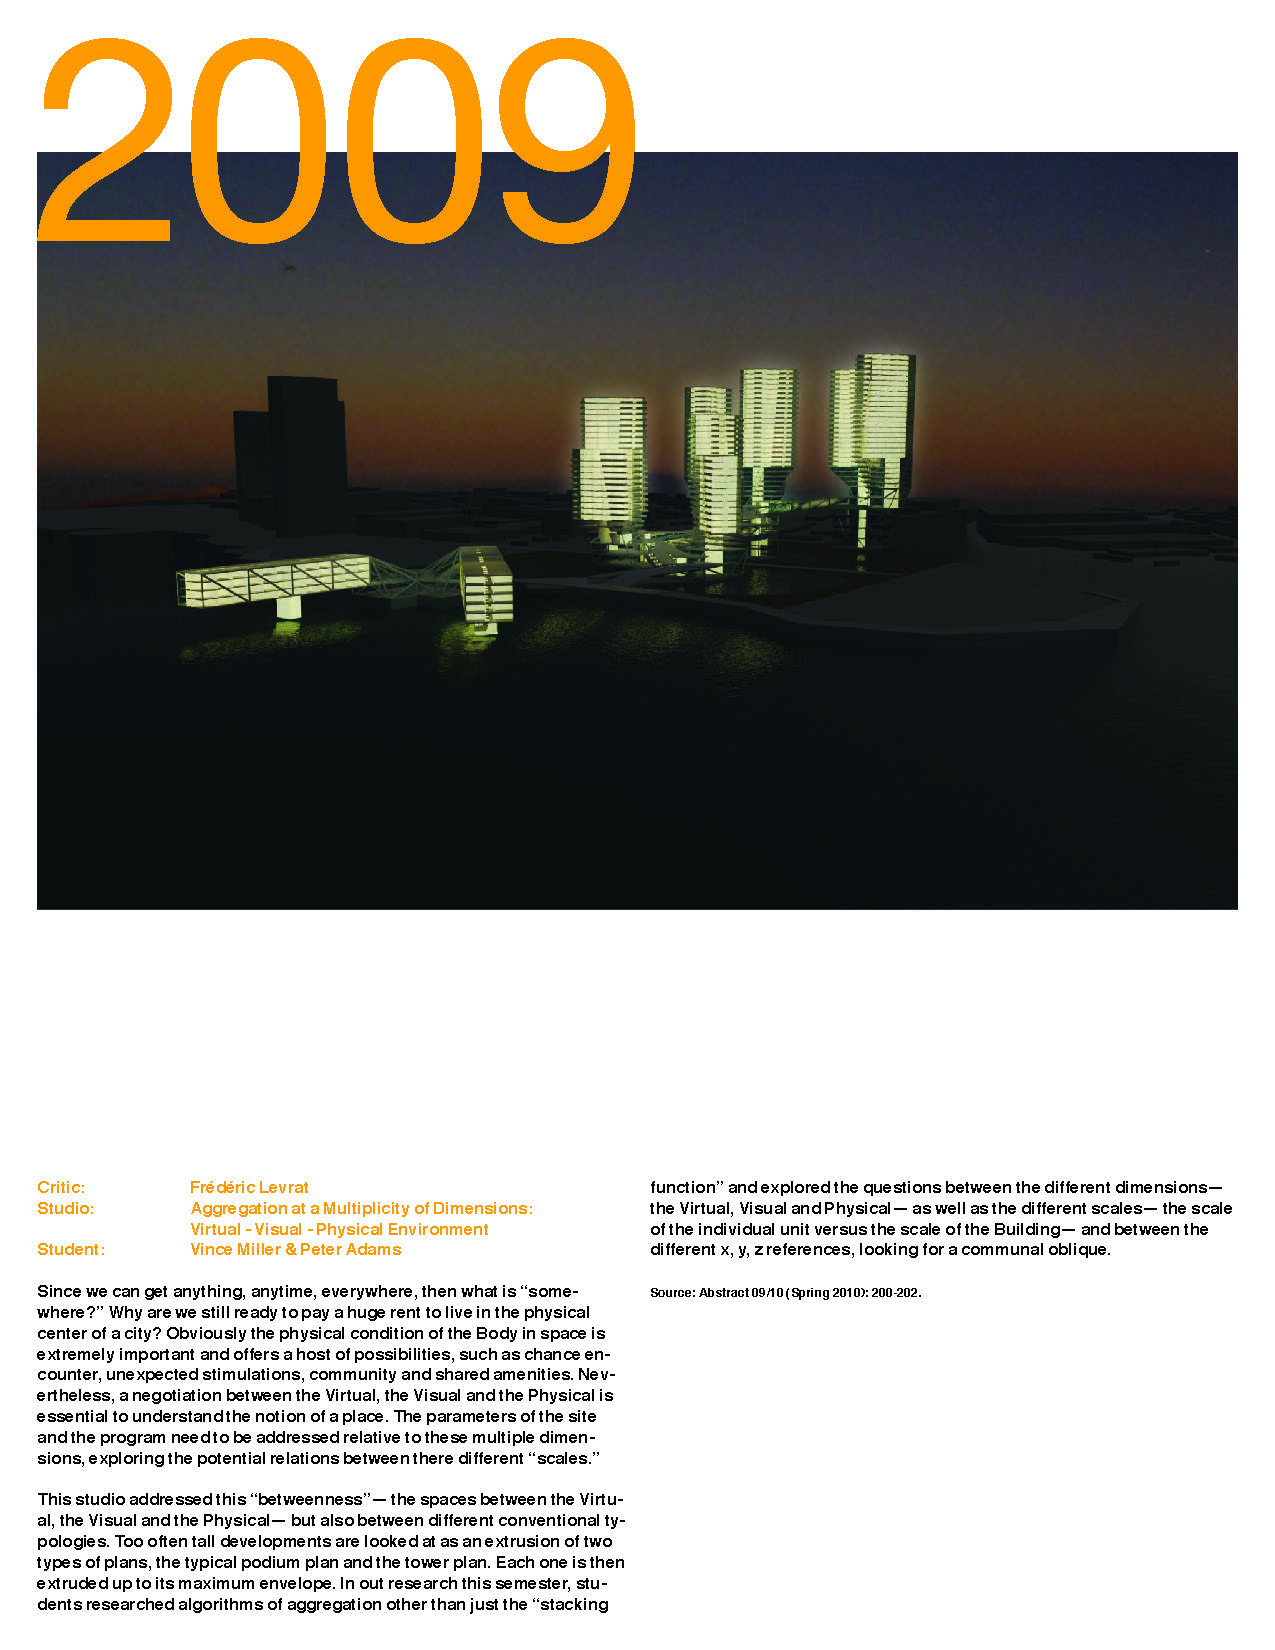 2009
Critic: Frédéric Levrat
Studio: Aggregation at a Multiplicity of Dimensions:
Virtual - Visual - Physical Environment
Student: Vince Miller & Peter Adams
Since we can get anything, anytime, everywhere, then what is “some-
where?” Why are we still ready to pay a huge rent to live in the physical
center of a city? Obviously the physical condition of the Body in space is
extremely important and offers a host of possibilities, such as chance en-
counter, unexpected stimulations, community and shared amenities. Nev-
ertheless, a negotiation between the Virtual, the Visual and the Physical is
essential to understand the notion of a place. The parameters of the site
and the program need to be addressed relative to these multiple dimen-
sions, exploring the potential relations between there different “scales.”
This studio addressed this “betweenness”— the spaces between the Virtu-
al, the Visual and the Physical— but also between different conventional ty-
pologies. Too often tall developments are looked at as an extrusion of two
types of plans, the typical podium plan and the tower plan. Each one is then
extruded up to its maximum envelope. In out research this semester, stu-
dents researched algorithms of aggregation other than just the “stacking
function” and explored the questions between the different dimensions—
the Virtual, Visual and Physical— as well as the different scales— the scale
of the individual unit versus the scale of the Building— and between the
different x, y, z references, looking for a communal oblique.
Source: Abstract 09/10 (Spring 2010): 200-202.